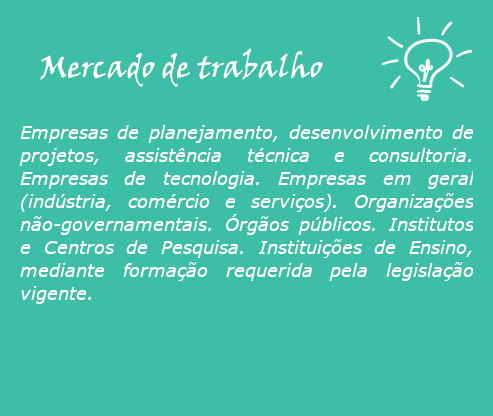 Mercado de trabalho
Empresas de planejamento, desenvolvimento de
projetos, assistência técnica e consultoria.
Empresas de tecnologia. Empresas em geral
(indústria, comércio e serviços). Organizações
não-governamentais. Órgãos públicos. Institutos
e Centros de Pesquisa. Instituições de Ensino,
mediante formação requerida pela legislação
vigente.